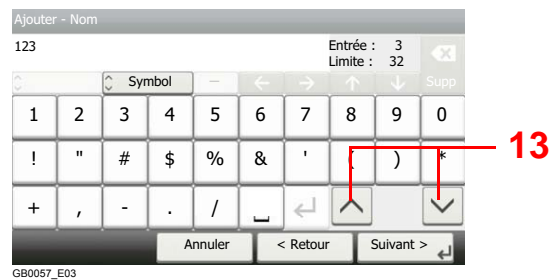 Ajouter - Nom
123
Entrée : 3
Limite : 32
Symbol - Supp
1 2 3 4 5 6 7 8 9 0
! " # $ % & ' ( ) *
+ , - . /
13
Annuler < Retour Suivant >
GB0057_E03